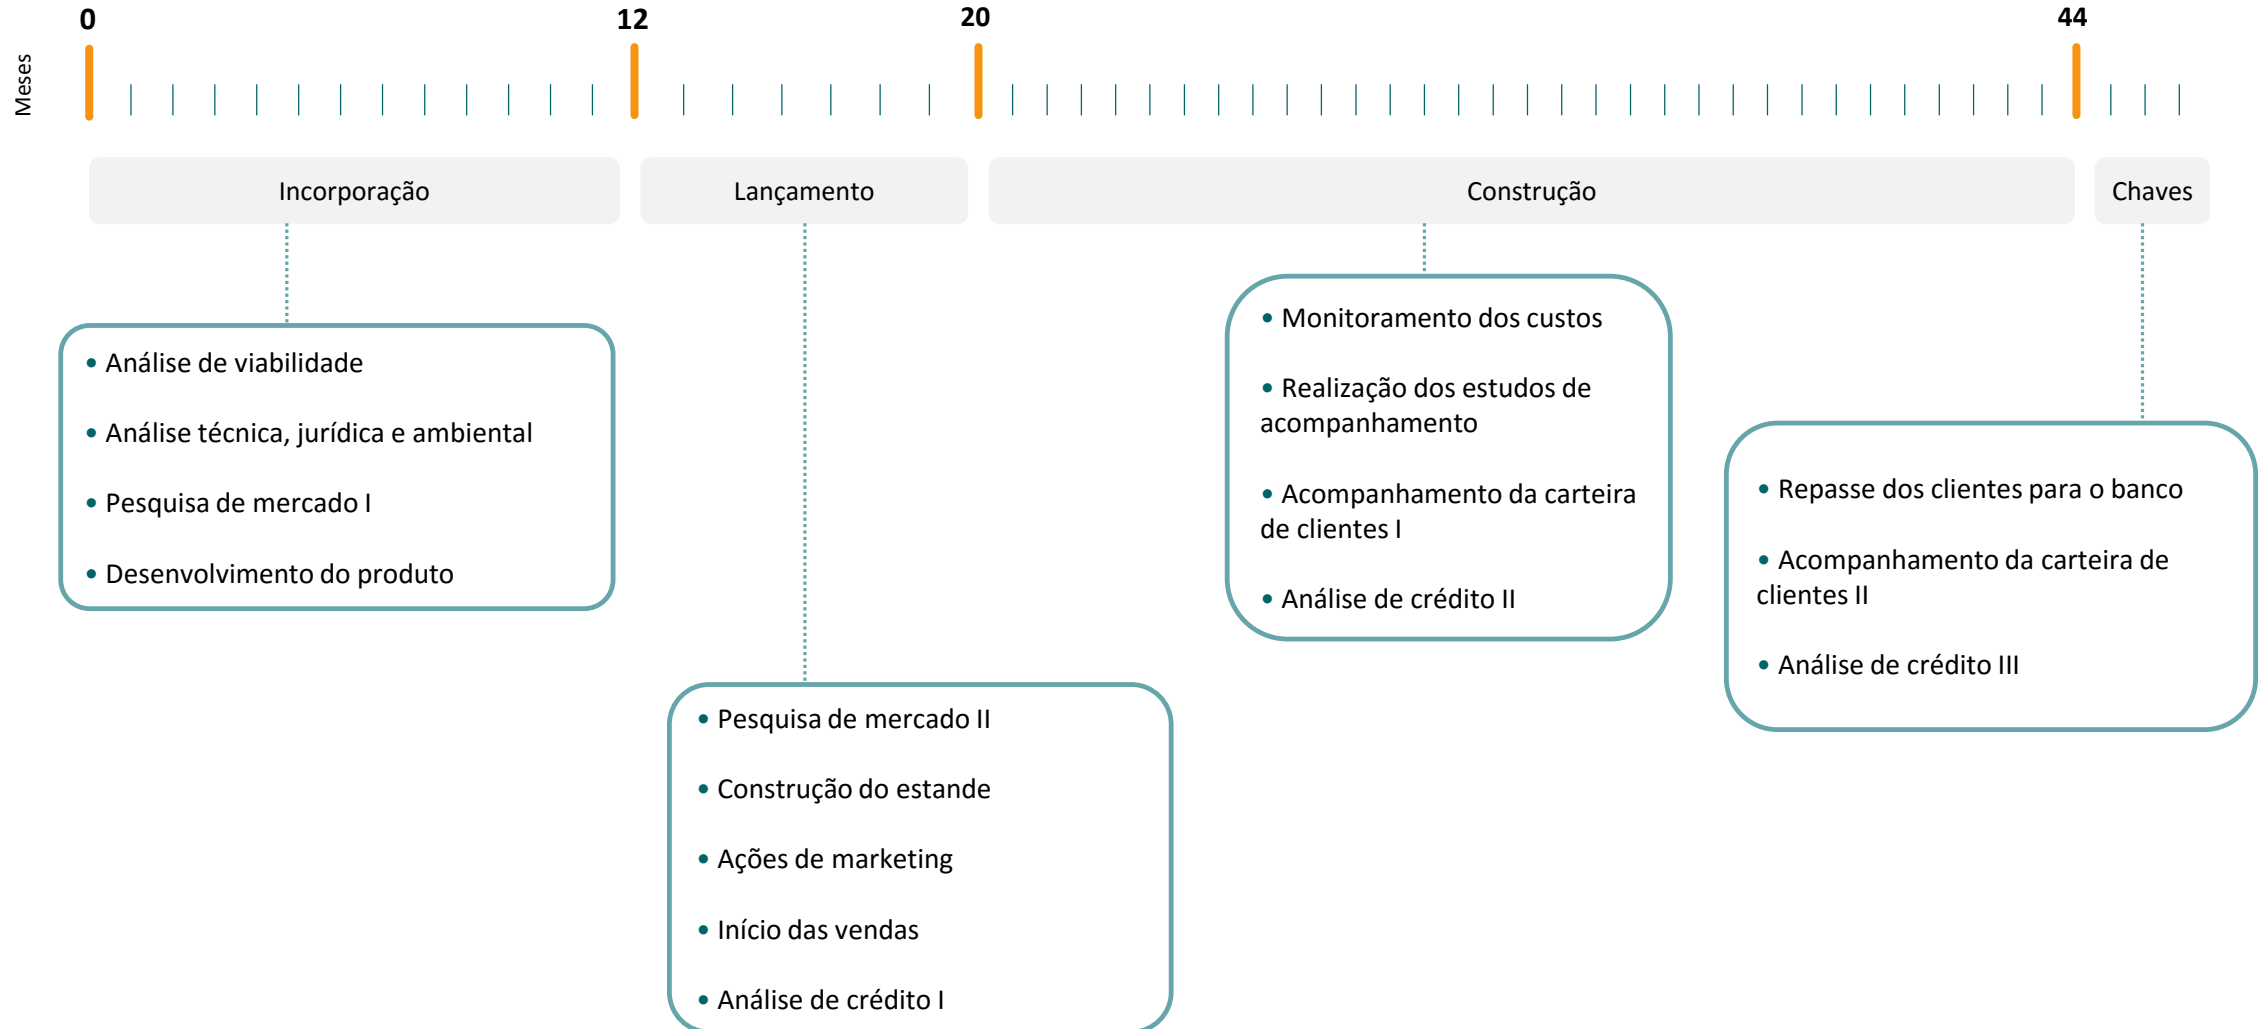 0
12
20
44
Meses
Incorporação
Lançamento
Construção
Chaves
• Análise de viabilidade
• Análise técnica, jurídica e ambiental
• Pesquisa de mercado I
• Desenvolvimento do produto
• Pesquisa de mercado II
• Construção do estande
• Ações de marketing
• Início das vendas
• Análise de crédito I
• Monitoramento dos custos
• Realização dos estudos de
acompanhamento
• Acompanhamento da carteira
de clientes I
• Análise de crédito II
• Repasse dos clientes para o banco
• Acompanhamento da carteira de
clientes II
• Análise de crédito III